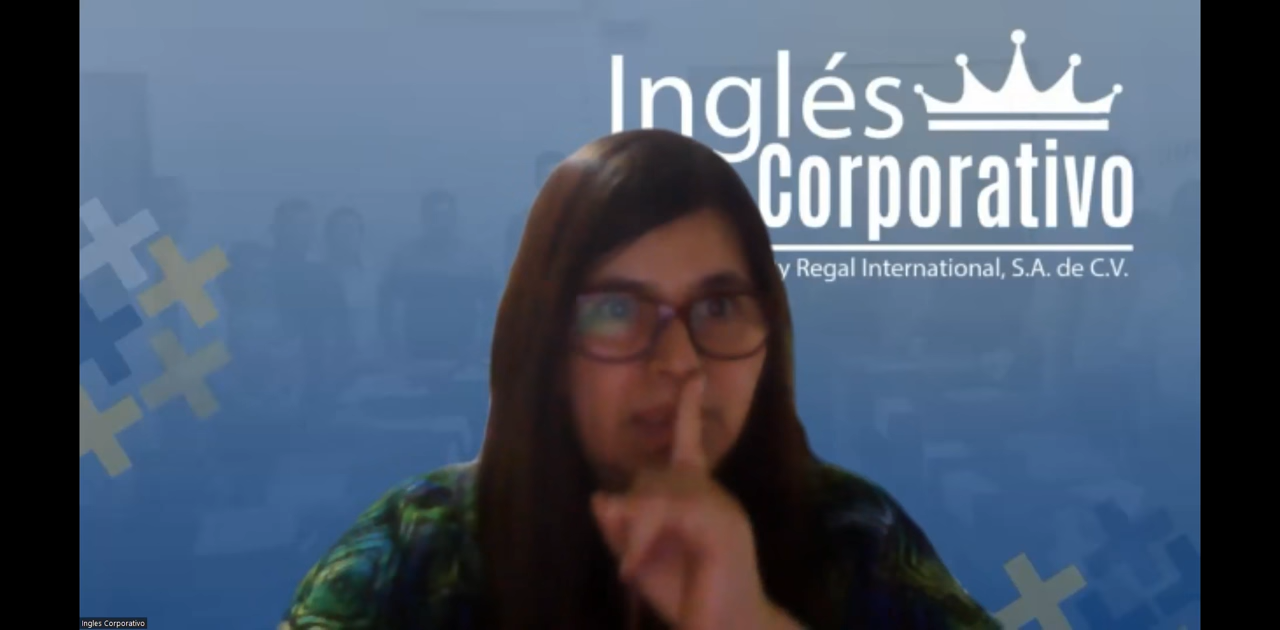 Inglés
Corporativo
y Regal International, S.A. de C.V.
Ingles Corporativo